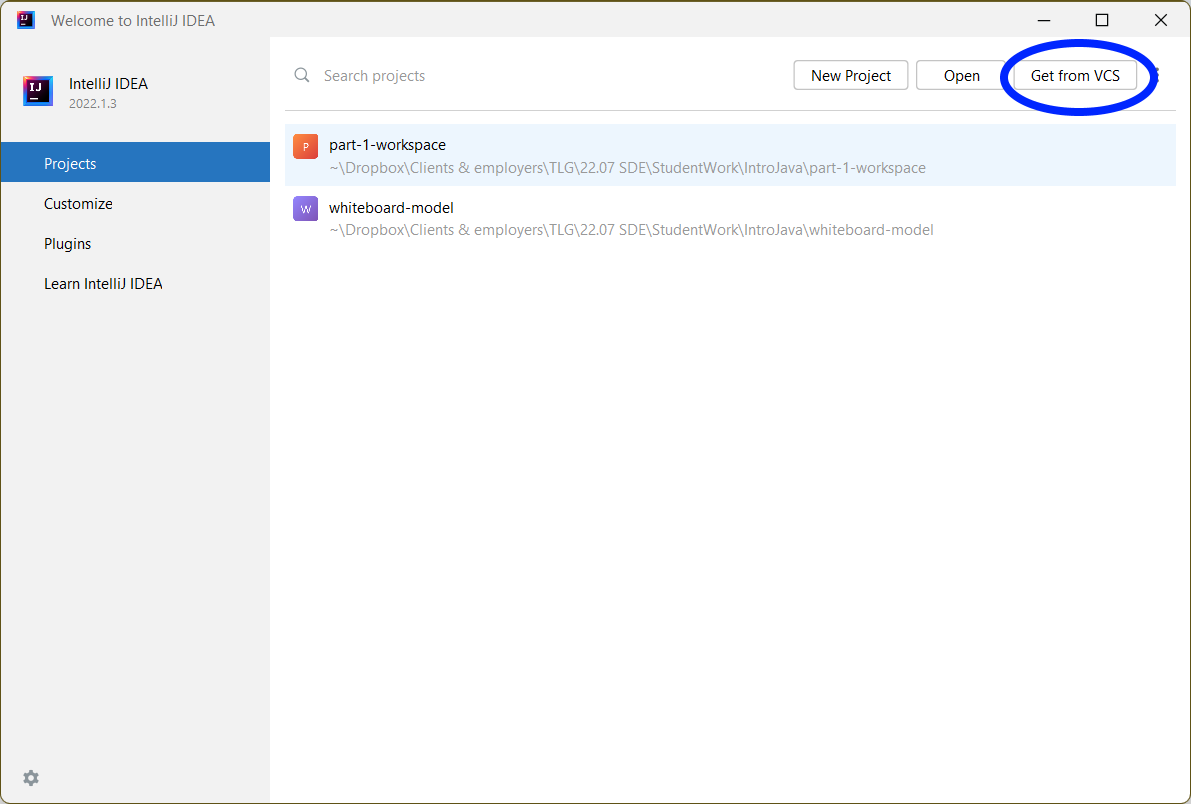 Welcome to IntelliJ IDEA
IntelliJ IDEA
2022.1.3
Projects
Customize
Plugins
Learn IntelliJ IDEA
Search projects
New Project
Open
Get from VCS
P
part-1-workspace
~\Dropbox\Clients & employers\TLG\22.07 SDE\StudentWork\IntroJava\part-1-workspace
W
whiteboard-model
~\Dropbox\Clients & employers\TLG\22.07 SDE\StudentWork\IntroJava\whiteboard-model